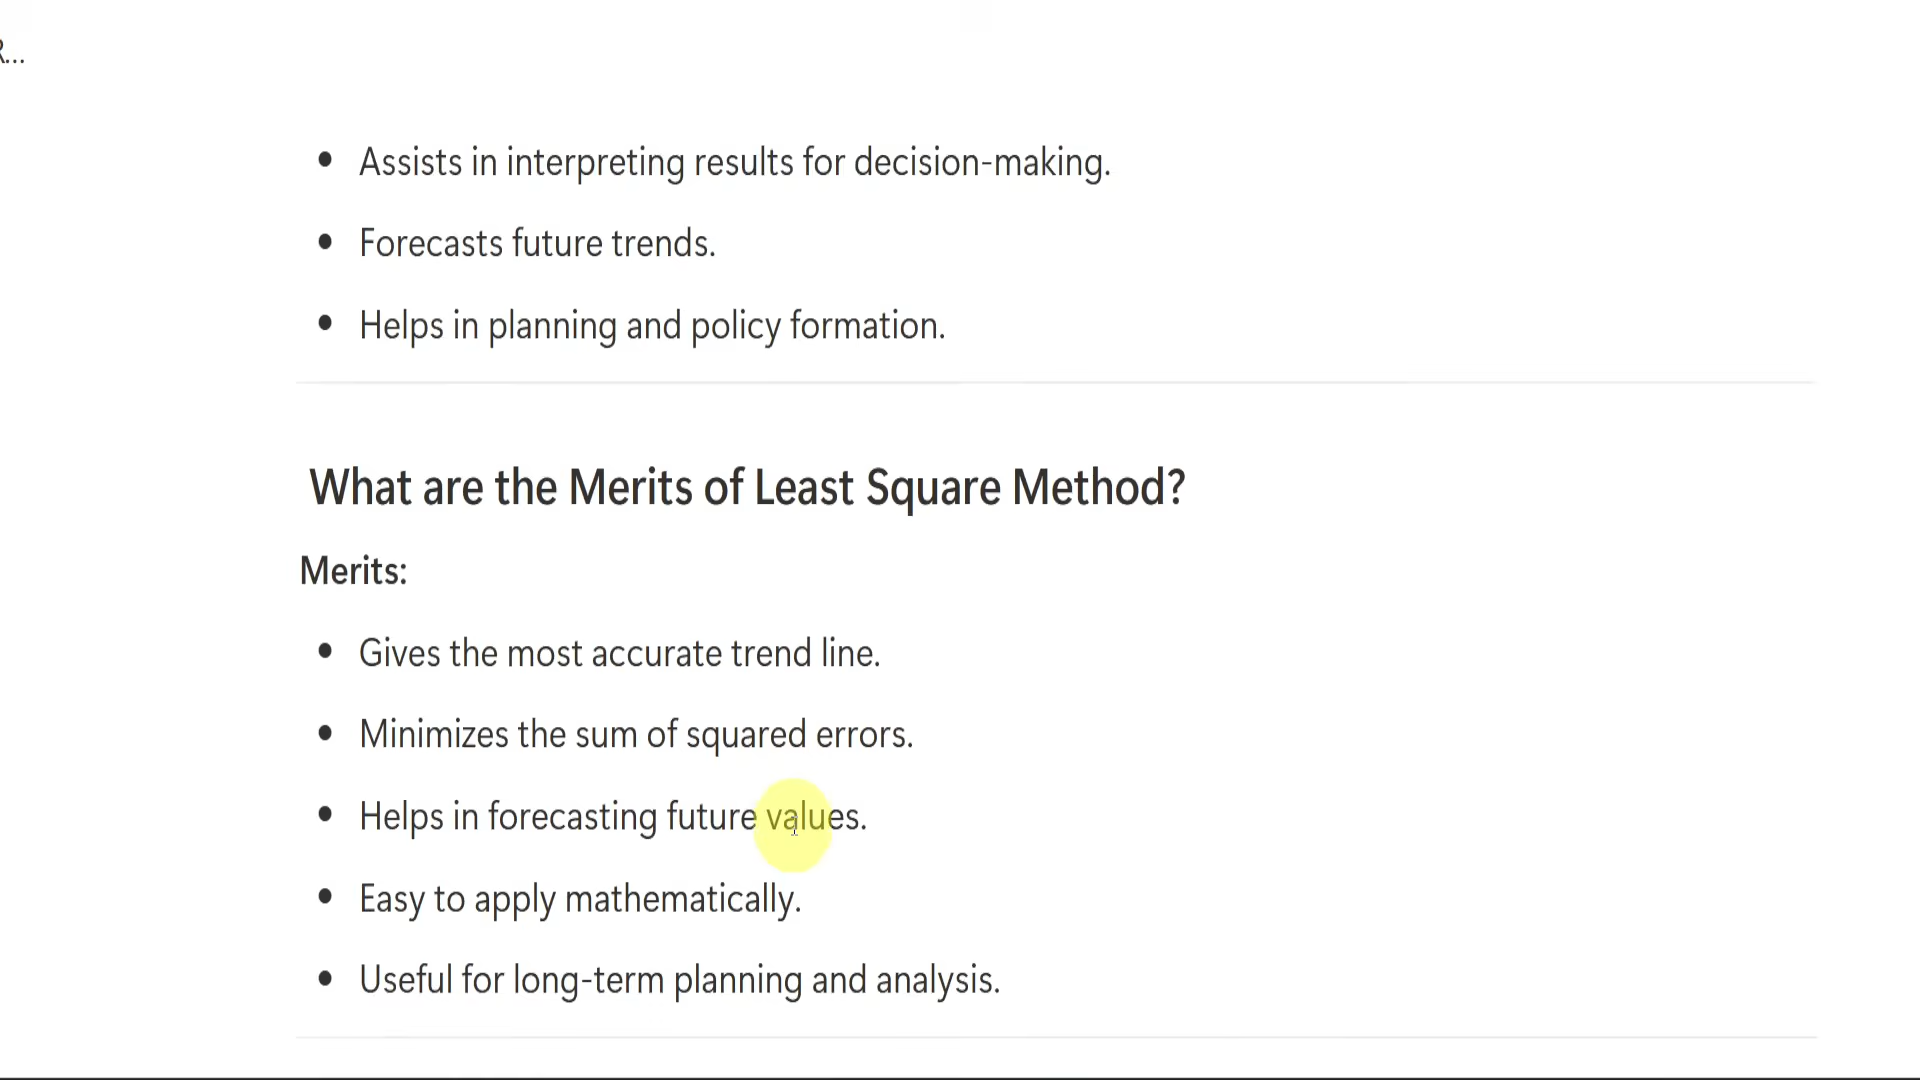 • Assists in interpreting results for decision-making.
• Forecasts future trends.
• Helps in planning and policy formation.
What are the Merits of Least Square Method?
Merits:
• Gives the most accurate trend line.
• Minimizes the sum of squared errors.
• Helps in forecasting future values.
• Easy to apply mathematically.
• Useful for long-term planning and analysis.